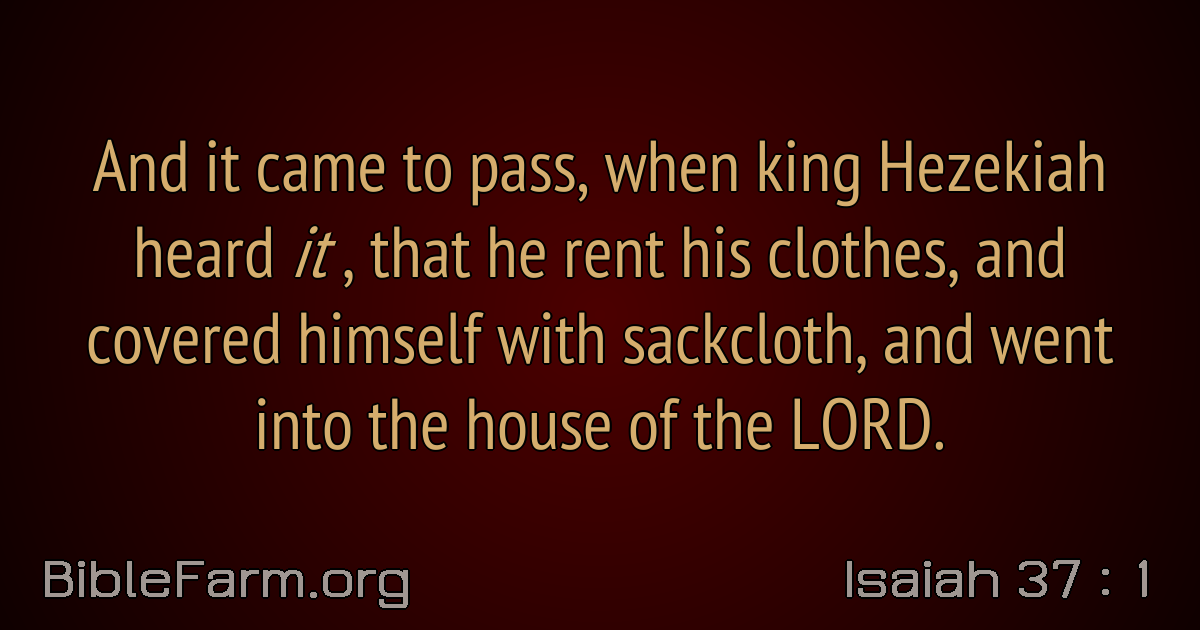 And it came to pass, when king Hezekiah
heard it , that he rent his clothes, and
covered himself with sackcloth, and went
into the house of the LORD.
BibleFarm.org
Isaiah 37 : 1